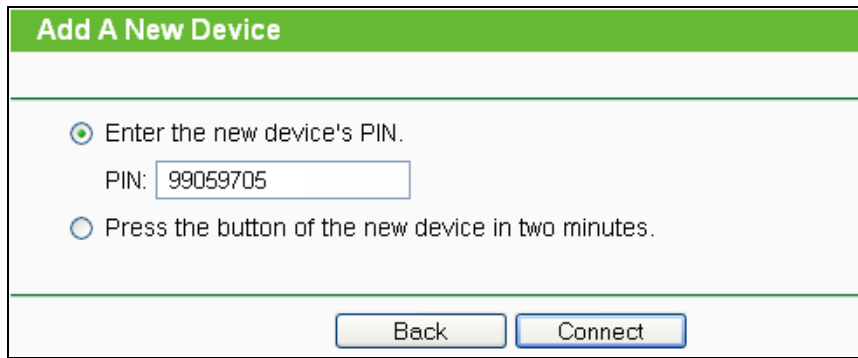 Add A New Device
Enter the new device's PIN.
PIN: 99059705
Press the button of the new device in two minutes.
Back Connect